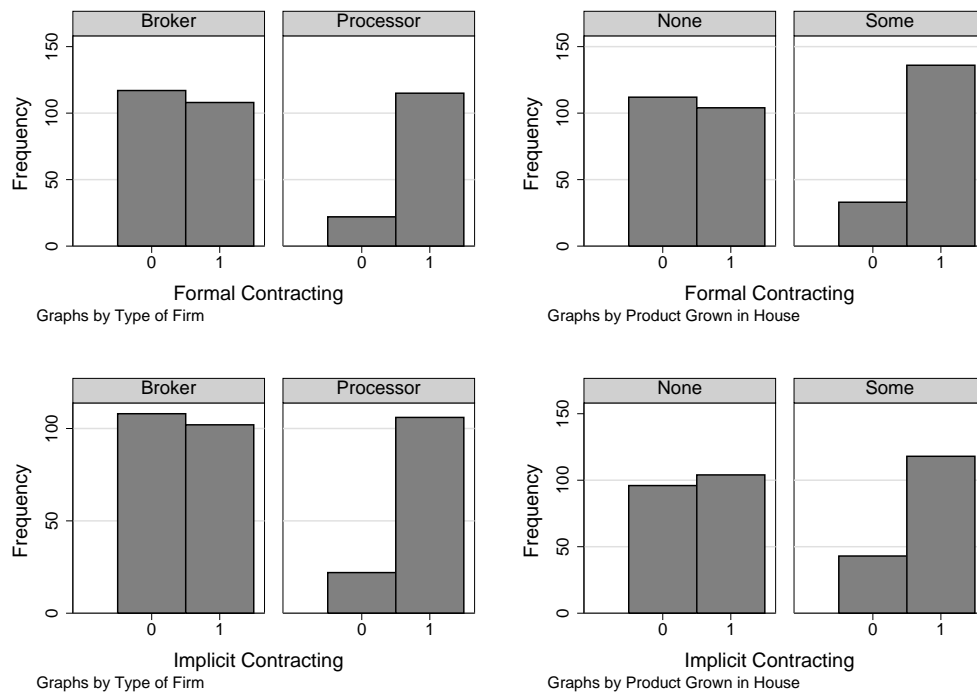 Broker Processor
150
100
50
0
Frequency
0 1 0 1
Formal Contracting
Graphs by Type of Firm
None Some
150
100
50
0
Frequency
0 1 0 1
Formal Contracting
Graphs by Product Grown in House
Broker Processor
100
50
0
Frequency
0 1 0 1
Implicit Contracting
Graphs by Type of Firm
None Some
150
100
50
0
Frequency
0 1 0 1
Implicit Contracting
Graphs by Product Grown in House